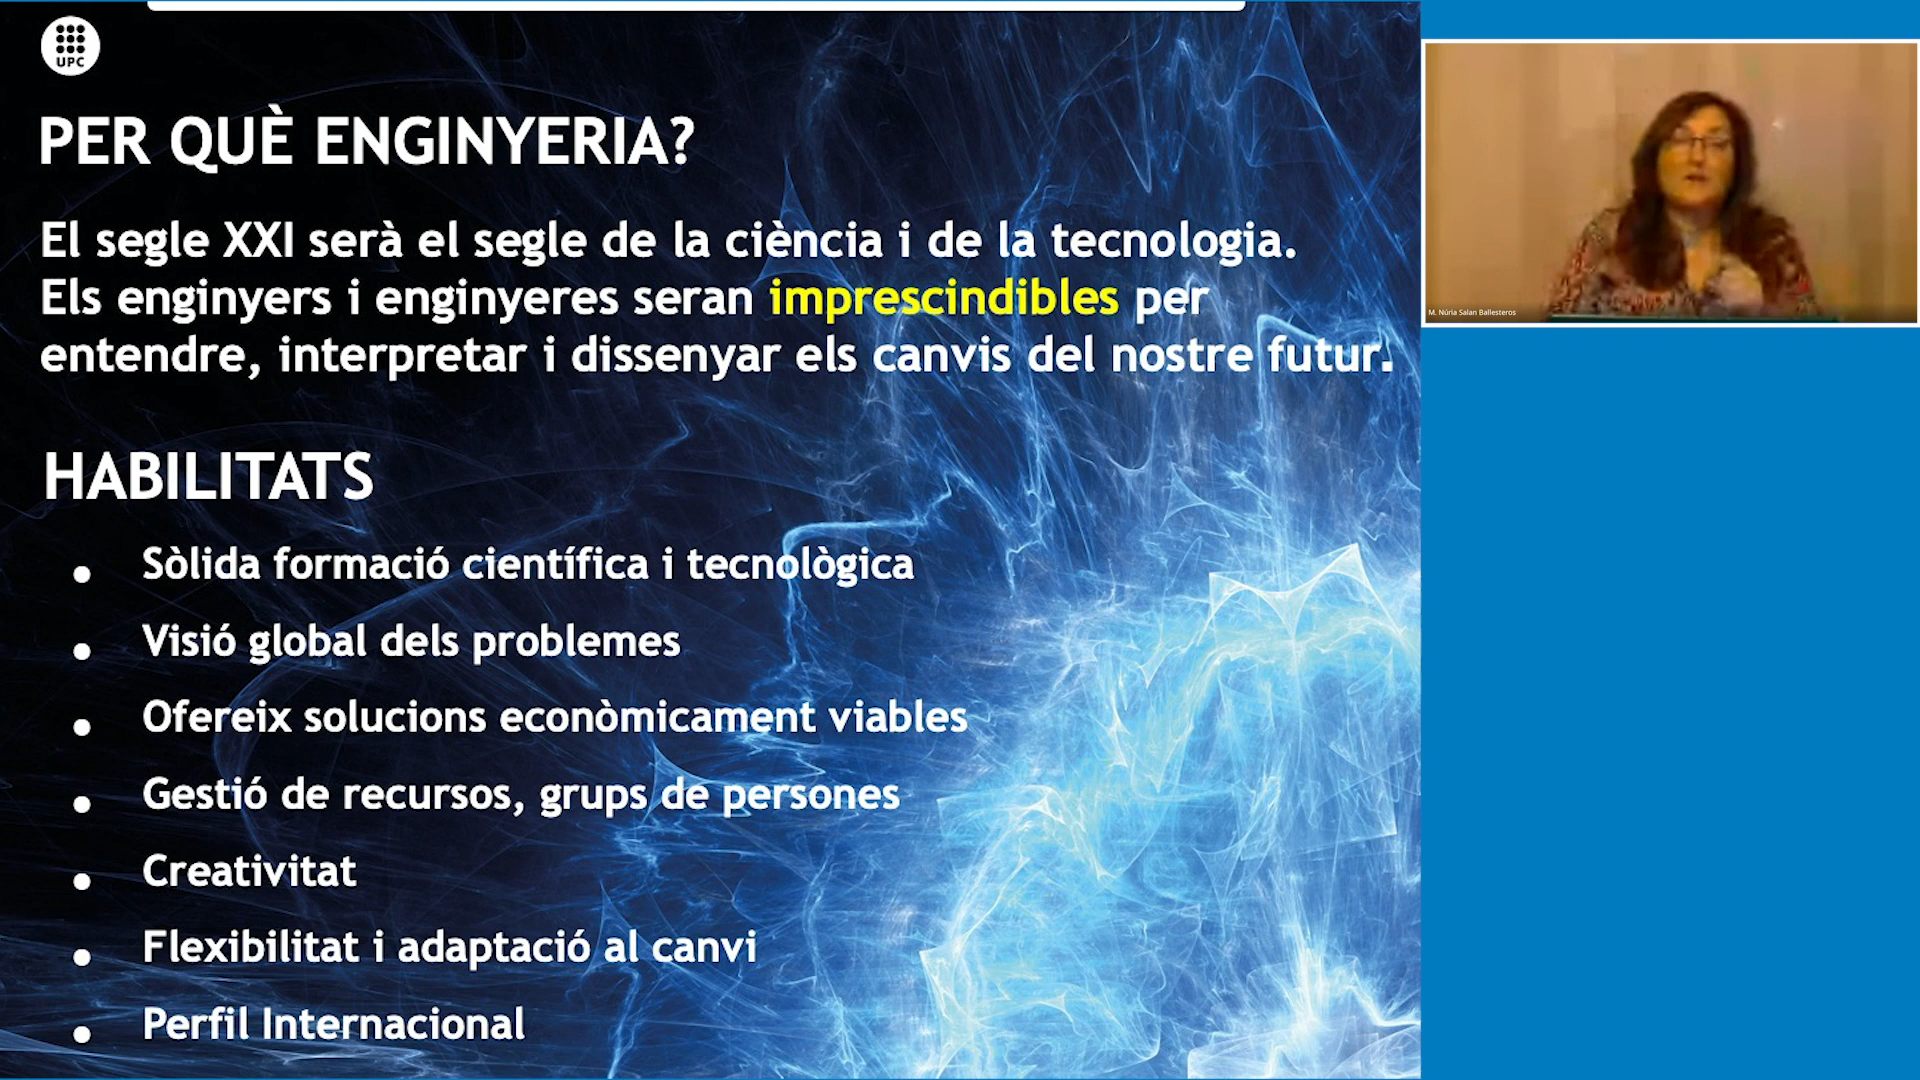 UPC
PER QUÈ ENGINYERIA?
El segle XXI serà el segle de la ciència i de la tecnologia.
Els enginyers i enginyeres seran imprescindibles per
entendre, interpretar i dissenyar els canvis del nostre futur.
HABILITATS
• Sòlida formació científica i tecnològica
• Visió global dels problemes
• Ofereix solucions econòmicament viables
• Gestió de recursos, grups de persones
• Creativitat
• Flexibilitat i adaptació al canvi
• Perfil Internacional
M. Núria Salan Ballesteros